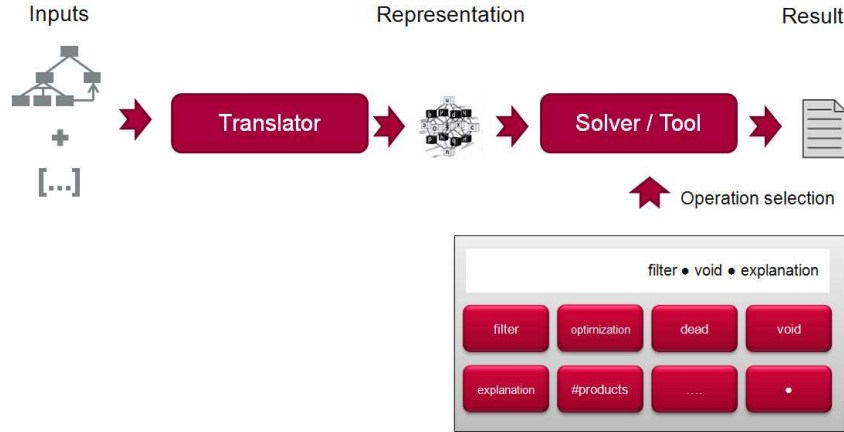 Inputs
Representation
Result
+
[...]
Translator
Solver / Tool
Operation selection
filter ● void ● explanation
filter
optimization
dead
void
explanation
#products
....
●